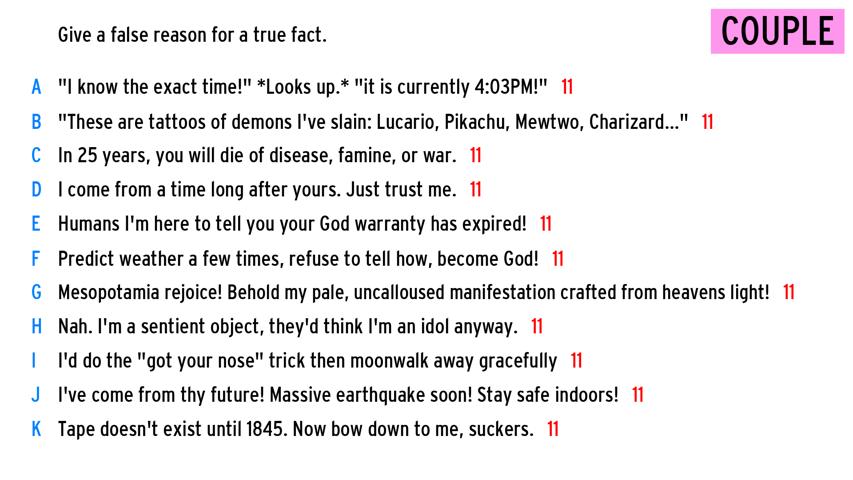 Give a false reason for a true fact.
COUPLE
A "I know the exact time!" *Looks up.* "it is currently 4:03PM!" 11
B "These are tattoos of demons I've slain: Lucario, Pikachu, Mewtwo, Charizard..." 11
C In 25 years, you will die of disease, famine, or war. 11
D I come from a time long after yours. Just trust me. 11
E Humans I'm here to tell you your God warranty has expired! 11
F Predict weather a few times, refuse to tell how, become God! 11
G Mesopotamia rejoice! Behold my pale, uncalloused manifestation crafted from heavens light! 11
H Nah. I'm a sentient object, they'd think I'm an idol anyway. 11
I I'd do the "got your nose" trick then moonwalk away gracefully 11
J I've come from thy future! Massive earthquake soon! Stay safe indoors! 11
K Tape doesn't exist until 1845. Now bow down to me, suckers. 11